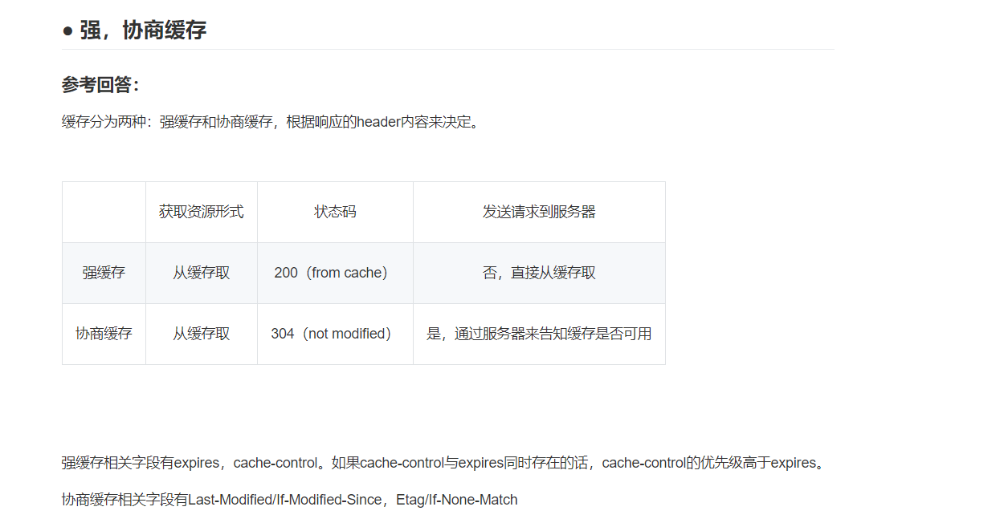 ● 强，协商缓存
参考回答：
缓存分为两种：强缓存和协商缓存，根据响应的header内容来决定。
获取资源形式 状态码 发送请求到服务器
强缓存 从缓存取 200（from cache） 否，直接从缓存取
协商缓存 从缓存取 304（not modified） 是，通过服务器来告知缓存是否可用
强缓存相关字段有expires，cache-control。如果cache-control与expires同时存在的话，cache-control的优先级高于expires。
协商缓存相关字段有Last-Modified/If-Modified-Since，Etag/If-None-Match